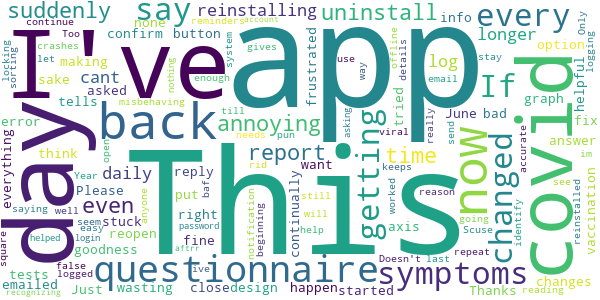 continue
none
suddenly
say
reinstalling
uninstall
info
every
reminders
account
Too
crashes
let
sake
making
confirm button
system
gives
cant
asked
frustrated
use
way
offline
details
email
longer
If
June
bad
option
Only
logging
I've
app
locking
sorcing
tells
misbehaving
nothing
enough
till
log
tried
stay
graph
helpful
day
back
annoying
pun
viral
really
error
think
needs
rid
asking
send
fix
everything
open
getting
report
time
now
changed
covid
accurate
answer
im
Year
Please
daily
reply
baf
notification
want
keeps
reason
identify
see
reinstalled
anyone
put
beginning
continually
still
worked
going
vaccination
This
saying
well
even
right
password
will
axis
Scuse
seem
easy
stuck
reopen
fine
help
Doesn't
last
repeat
square
helped
login
goodness
aftrr
questionnaire
symptoms
tests
emailed
live
false
logged
Just
wasting
close
design
happen
started
Thanks
changes
reading
recognizing